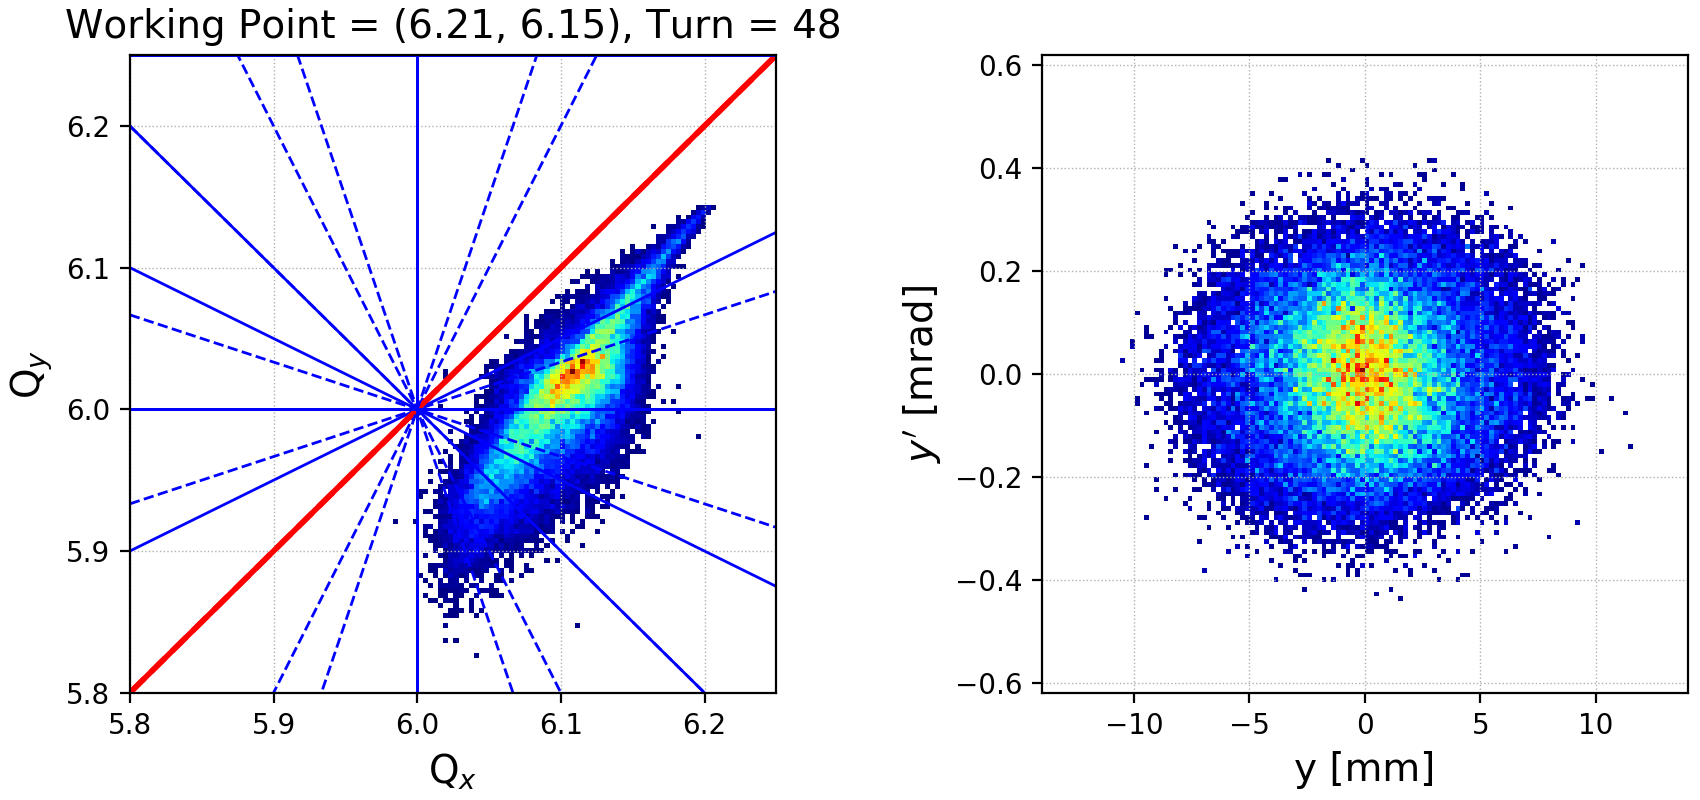 Working Point = (6.21, 6.15), Turn = 48
6.2
6.1
6.0
5.9
5.8
Qy
5.8 5.9 6.0 6.1 6.2
Qx
0.6
0.4
0.2
0.0
−0.2
−0.4
−0.6
y′ [mrad]
−10 −5 0 5 10
y [mm]